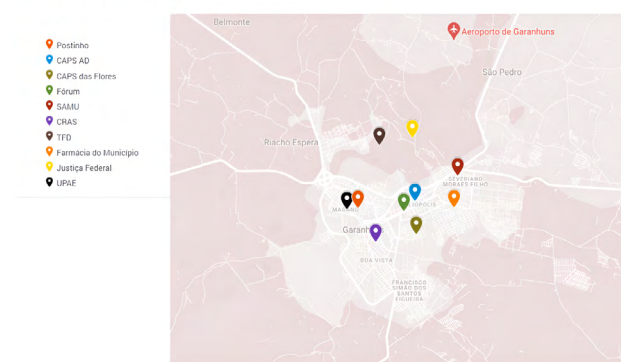 Postinho
CAPS AD
CAPS das Flores
Fórum
SAMU
CRAS
TFD
Farmácia do Município
Justiça Federal
UPAE
Belmonte
Aeroporto de Garanhuns
São Pedro
Riacho Espera
SEVERIANO
MORAES FILHO
Garanh
BOA VISTA
FRANCISCO
SIMÃO DOS
SANTOS
FIGUEIRA